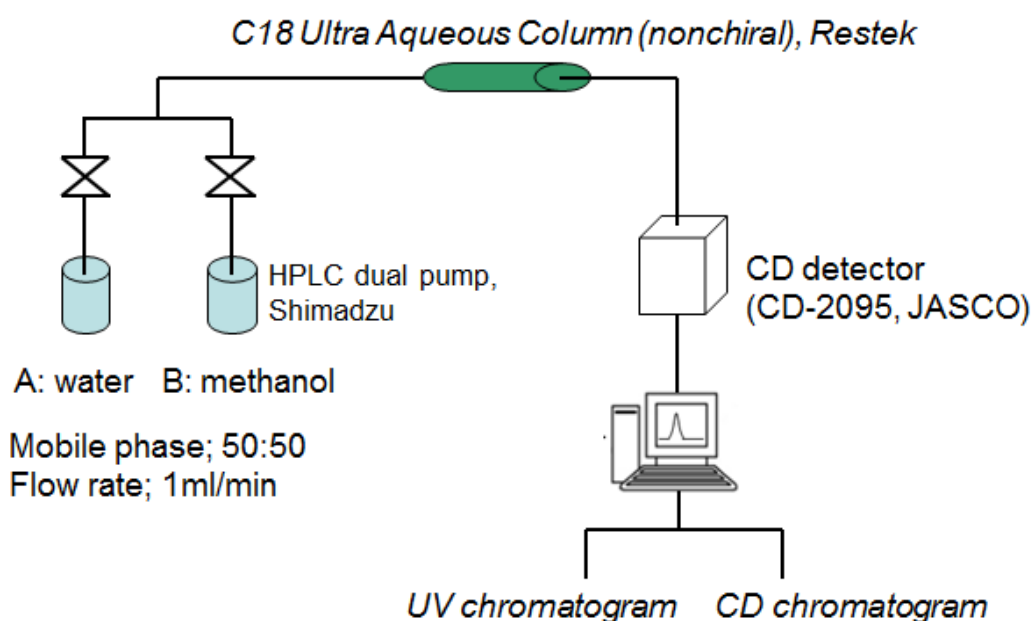 C18 Ultra Aqueous Column (nonchiral), Restek
HPLC dual pump,
Shimadzu
CD detector
(CD-2095, JASCO)
A: water B: methanol
Mobile phase; 50:50
Flow rate; 1ml/min
UV chromatogram CD chromatogram